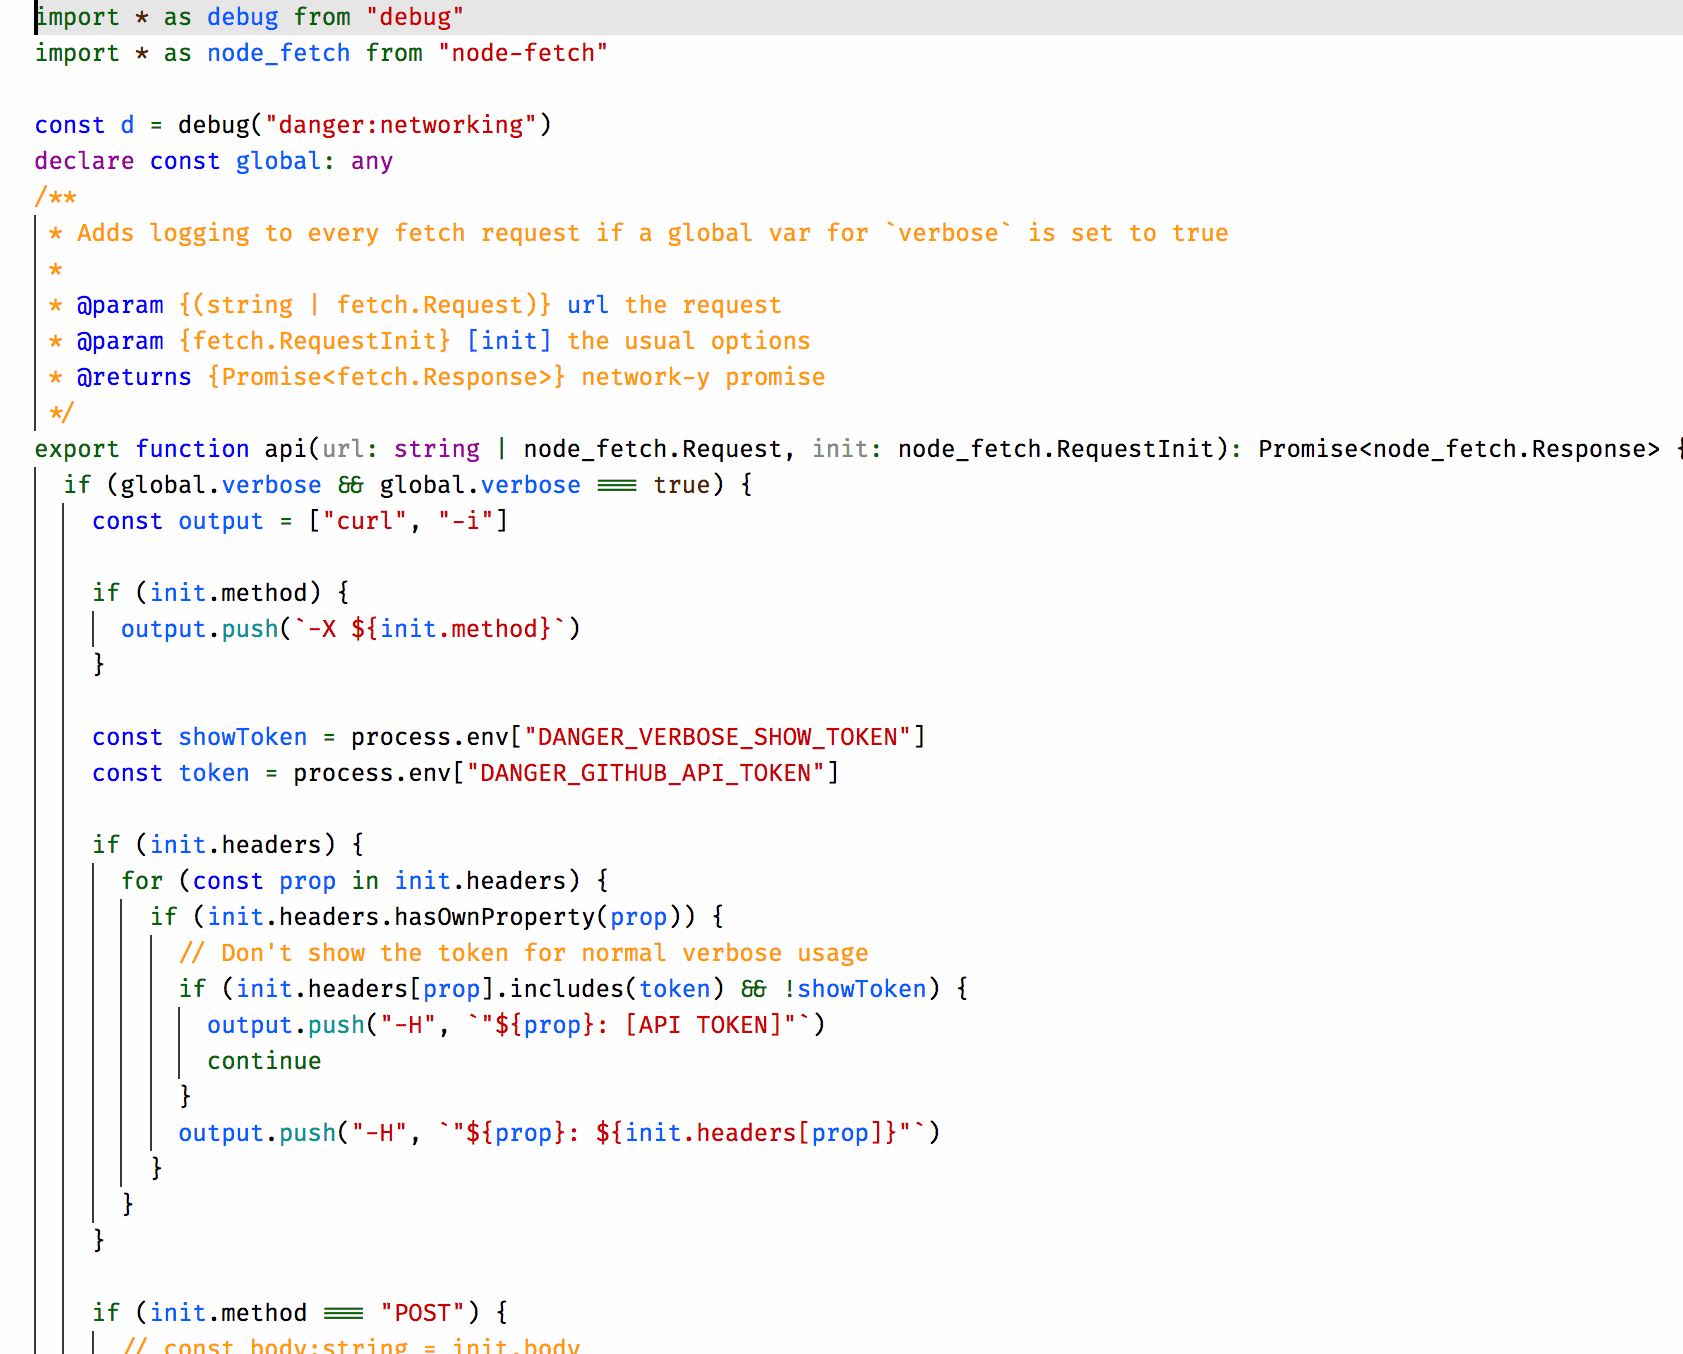 import * as debug from "debug"
import * as node_fetch from "node-fetch"

const d = debug("danger:networking")
declare const global: any
/**
 * Adds logging to every fetch request if a global var for `verbose` is set to true
 *
 * @param {(string | fetch.Request)} url the request
 * @param {fetch.RequestInit} [init] the usual options
 * @returns {Promise<fetch.Response>} network-y promise
 */
export function api(url: string | node_fetch.Request, init: node_fetch.RequestInit): Promise<node_fetch.Response> {
  if (global.verbose && global.verbose === true) {
    const output = ["curl", "-i"]

    if (init.method) {
      output.push(`-X ${init.method}`)
    }

    const showToken = process.env["DANGER_VERBOSE_SHOW_TOKEN"]
    const token = process.env["DANGER_GITHUB_API_TOKEN"]

    if (init.headers) {
      for (const prop in init.headers) {
        if (init.headers.hasOwnProperty(prop)) {
          // Don't show the token for normal verbose usage
          if (init.headers[prop].includes(token) && !showToken) {
            output.push("-H", `"${prop}: [API TOKEN]"`)
            continue
          }
          output.push("-H", `"${prop}: ${init.headers[prop]}"`)
        }
      }
    }

    if (init.method === "POST") {
      // const body:string = init.body